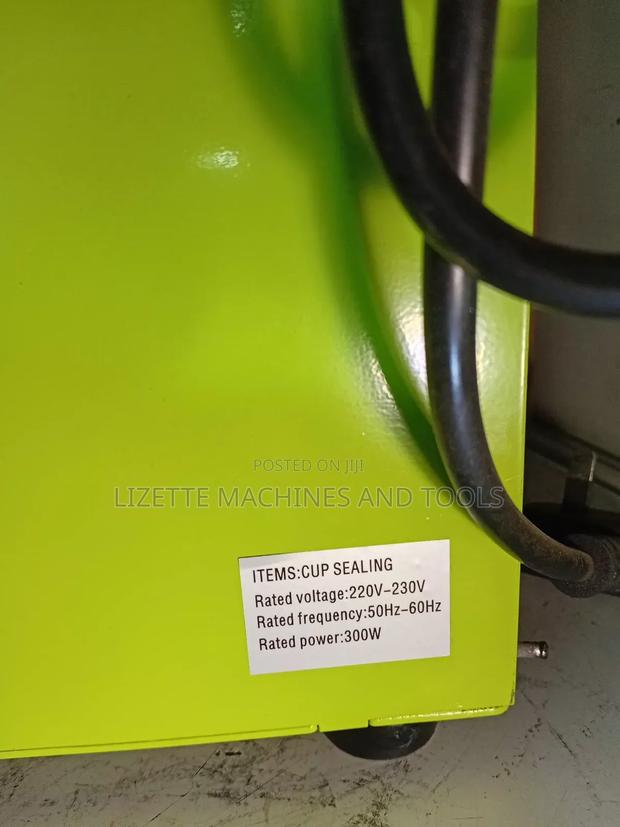 POSTED ON JIJI
LIZETTE MACHINES AND TOOLS
ITEMS:CUP SEALING
Rated voltage:220V-230V
Rated frequency:50Hz-60Hz
Rated power:300W